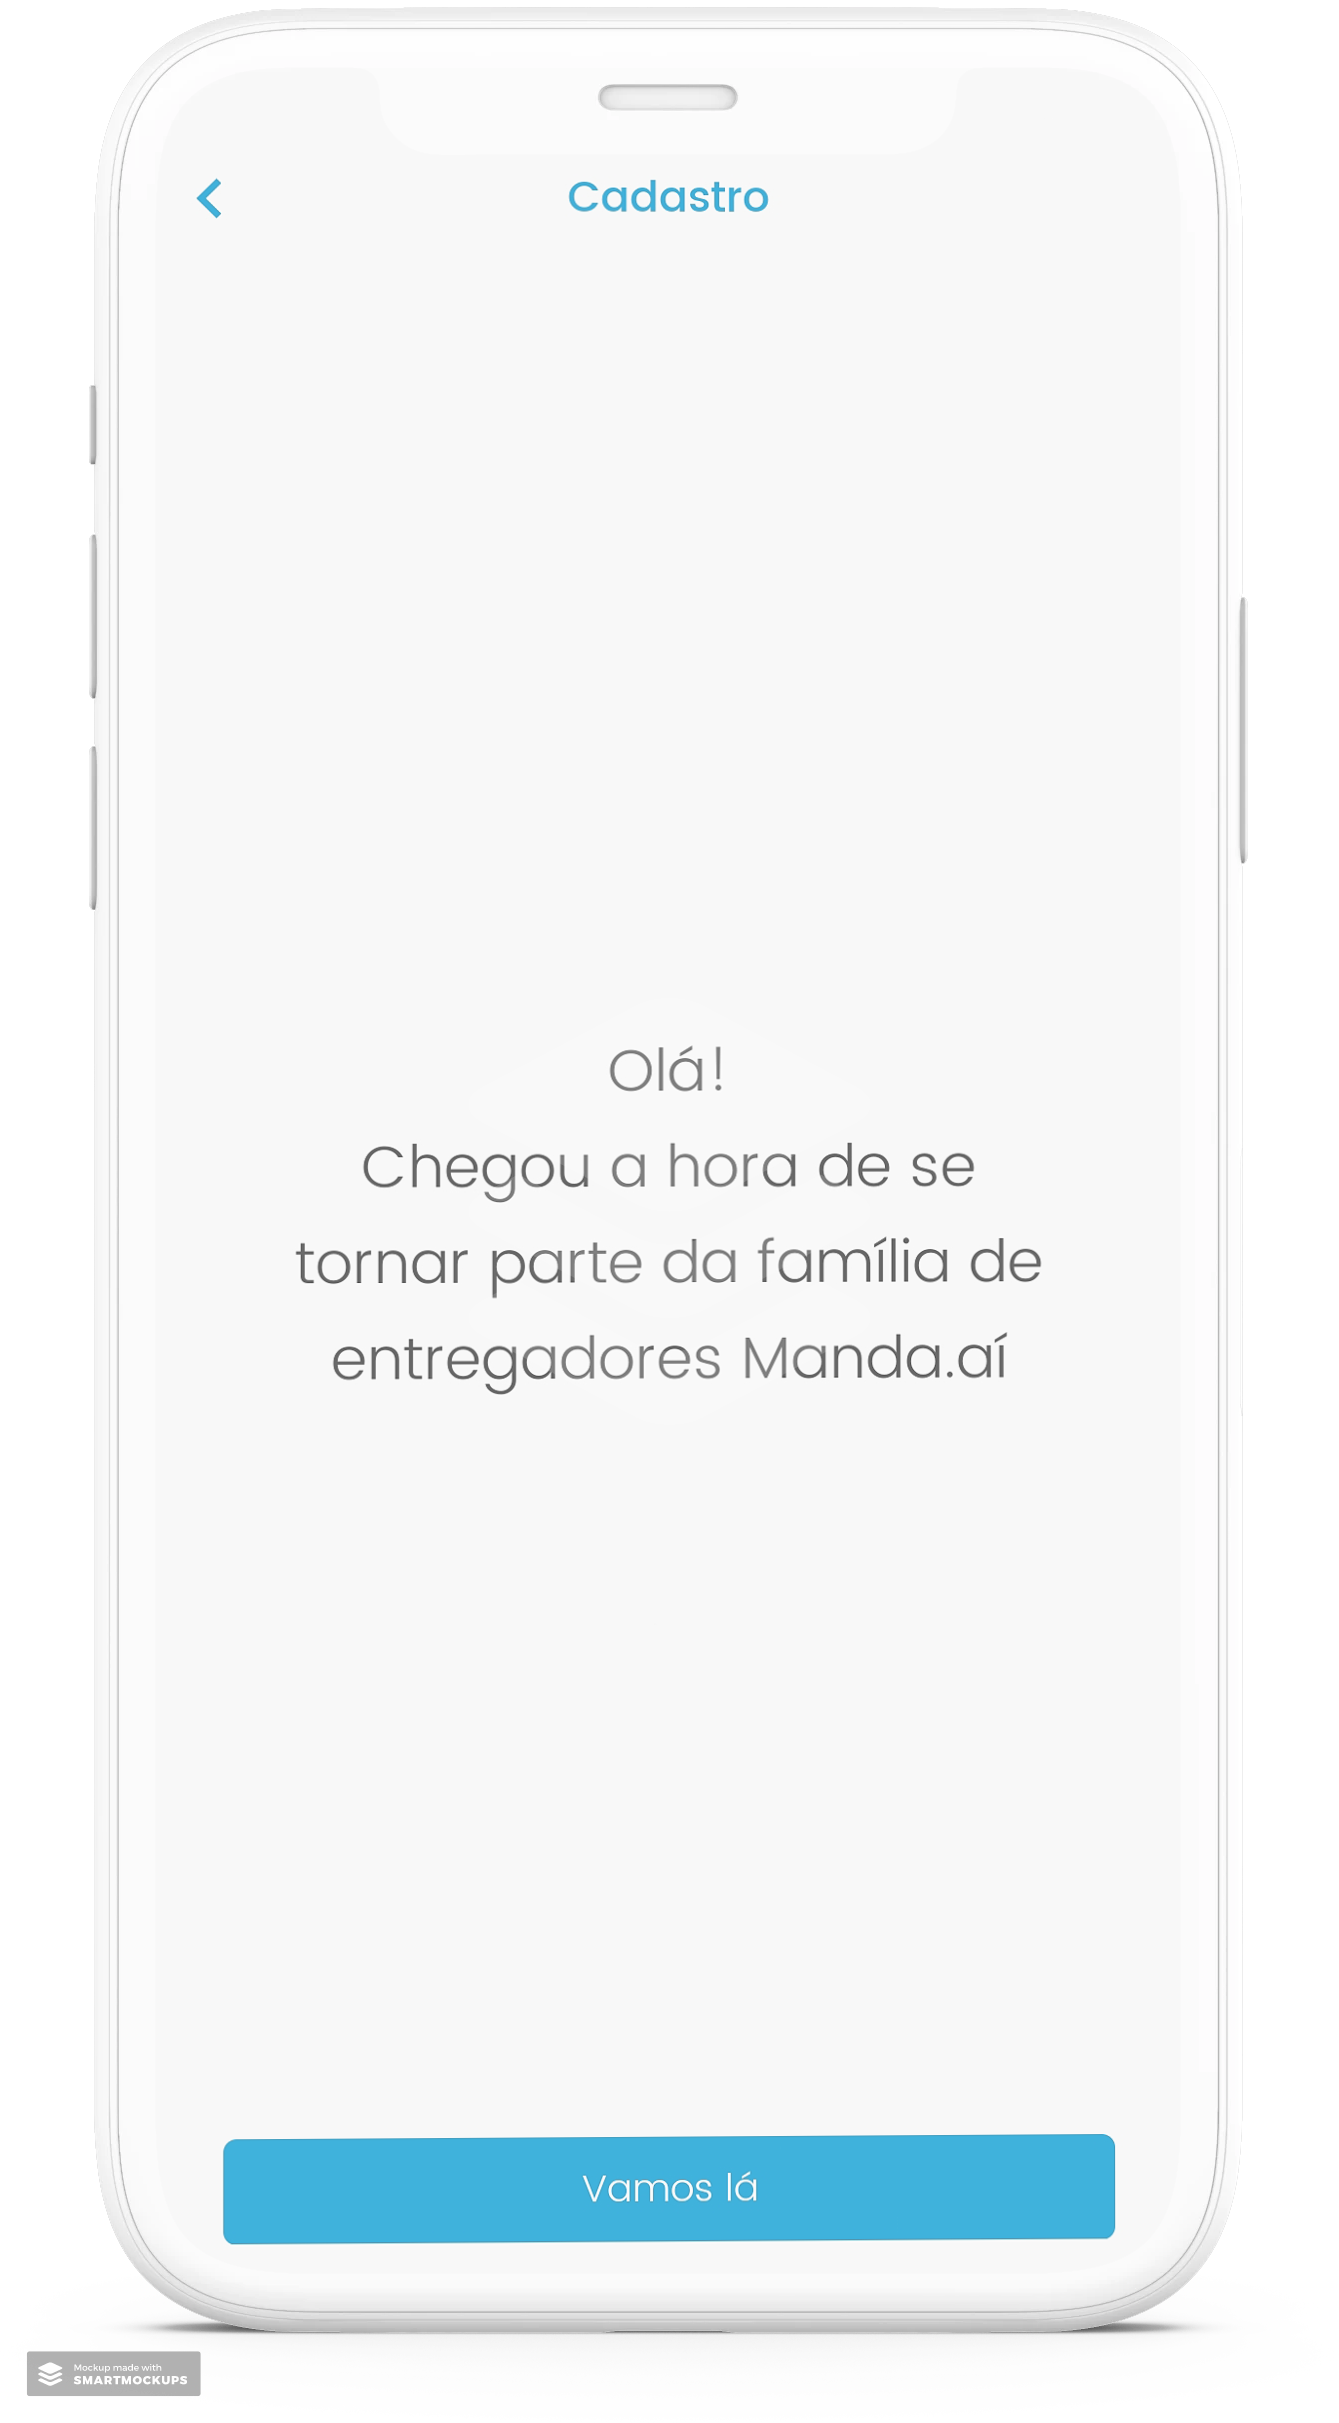 Cadastro
Olá!
Chegou a hora de se
tornar parte da família de
entregadores Manda.aí
Vamos lá
Mockup made with
SMARTMOCKUPS